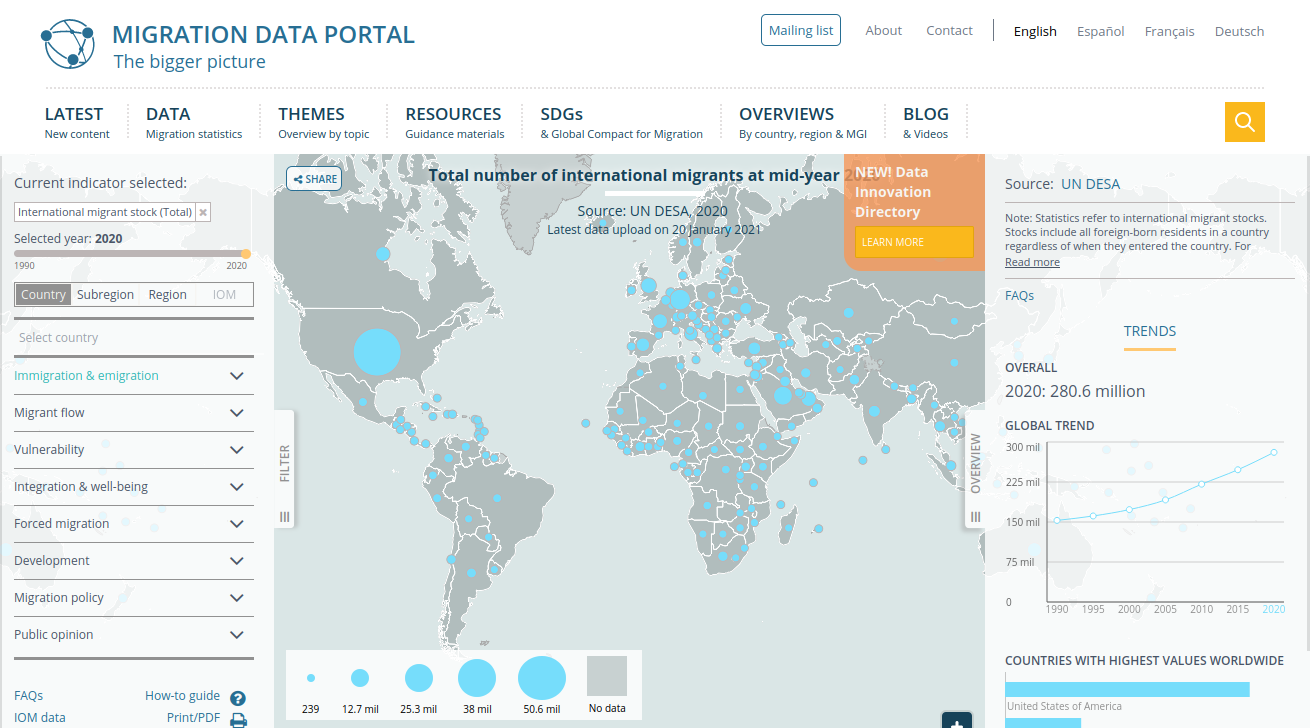 MIGRATION DATA PORTAL
The bigger picture
Mailing list
About
Contact
English
Español
Français
Deutsch
LATEST
New content
DATA
Migration statistics
THEMES
Overview by topic
RESOURCES
Guidance materials
SDGs
& Global Compact for Migration
OVERVIEWS
By country, region & MGI
BLOG
& Videos
Current indicator selected:
International migrant stock (Total)
Selected year: 2020
1990
2020
Country
Subregion
Region
IOM
Select country
Immigration & emigration
Migrant flow
Vulnerability
Integration & well-being
Forced migration
Development
Migration policy
Public opinion
FAQs
How-to guide
IOM data
Print/PDF
SHARE
Total number of international migrants at mid-year 2020
Source: UN DESA, 2020
Latest data upload on 20 January 2021
NEW! Data
Innovation
Directory
LEARN MORE
FILTER
OVERVIEW
239
12.7 mil
25.3 mil
38 mil
50.6 mil
No data
Source: UN DESA
Note: Statistics refer to international migrant stocks.
Stocks include all foreign-born residents in a country
regardless of when they entered the country. For
Read more
FAQs
TRENDS
OVERALL
2020: 280.6 million
GLOBAL TREND
300 mil
225 mil
150 mil
75 mil
0
1990
1995
2000
2005
2010
2015
2020
COUNTRIES WITH HIGHEST VALUES WORLDWIDE
United States of America